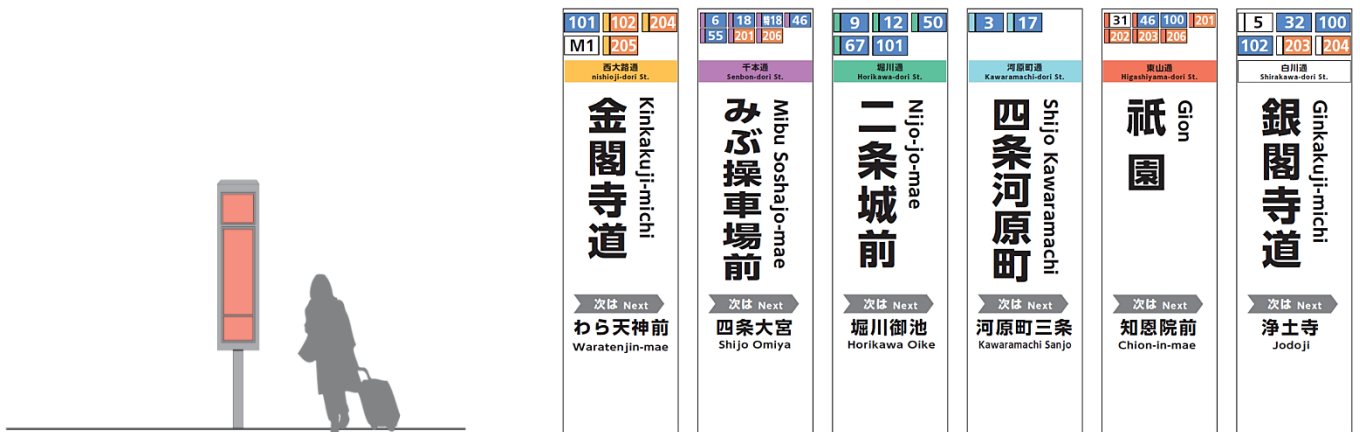 101 102 204
M1 205
西大路通
nishioji-dori St.
金閣寺道
Kinkakuji-michi
次は Next
わら天神前
Waratenjin-mae
6 18 特18 46
55 201 206
千本通
Senbon-dori St.
みぶ操車場前
Mibu Soshajo-mae
次は Next
四条大宮
Shijo Omiya
9 12 50
67 101
堀川通
Horikawa-dori St.
二条城前
Nijo-jo-mae
次は Next
堀川御池
Horikawa Oike
3 17
河原町通
Kawaramachi-dori St.
四条河原町
Shijo Kawaramachi
次は Next
河原町三条
Kawaramachi Sanjo
31 46 100 201
202 203 206
東山通
Higashiyama-dori St.
祇園
Gion
次は Next
知恩院前
Chion-in-mae
5 32 100
102 203 204
白川通
Shirakawa-dori St.
銀閣寺道
Ginkakuji-michi
次は Next
浄土寺
Jodoji